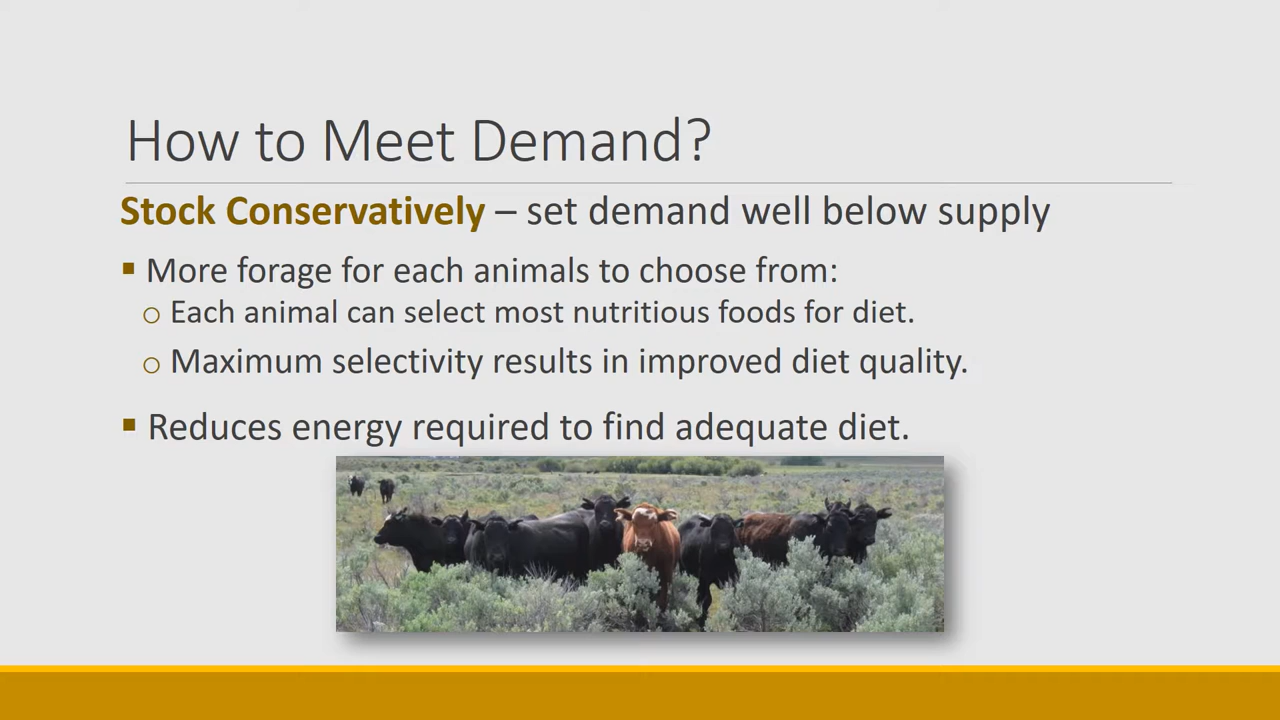 How to Meet Demand?
Stock Conservatively – set demand well below supply
▪ More forage for each animals to choose from:
o Each animal can select most nutritious foods for diet.
o Maximum selectivity results in improved diet quality.
▪ Reduces energy required to find adequate diet.